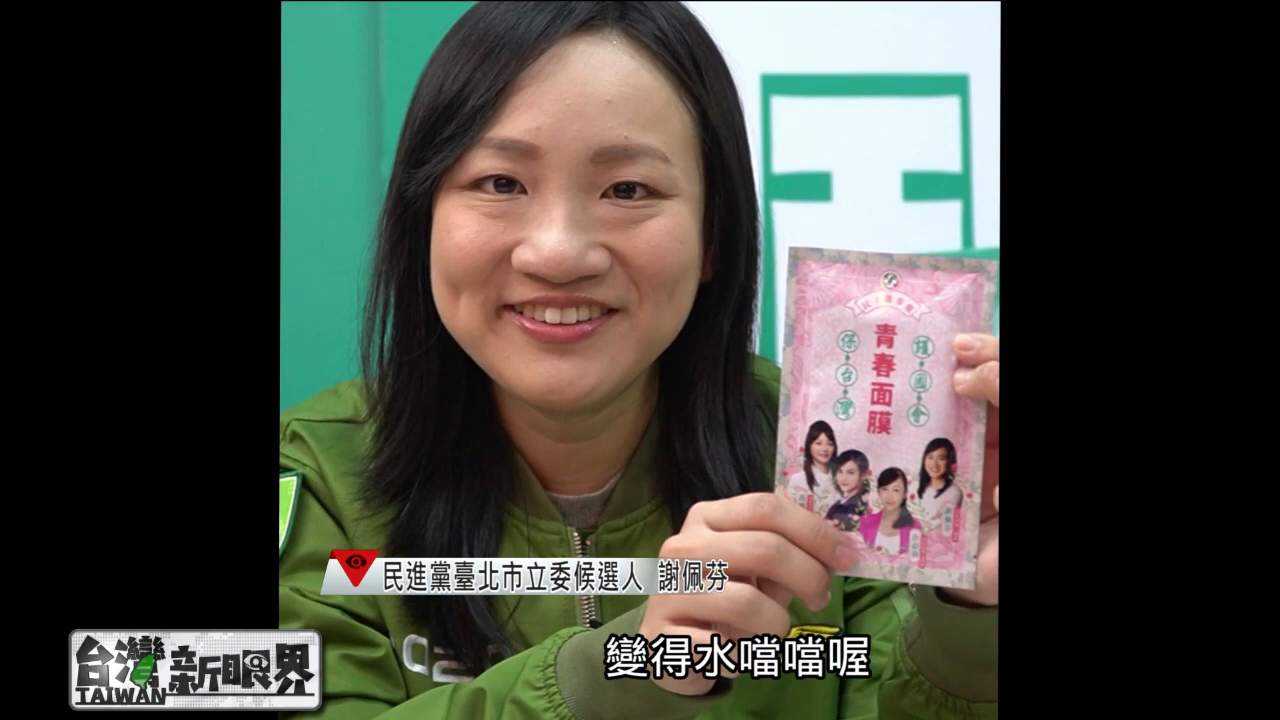 青春面膜
護國會
保台灣
民進黨臺北市立委候選人 謝佩芬
變得水噹噹喔
台灣新眼界
TAIWAN